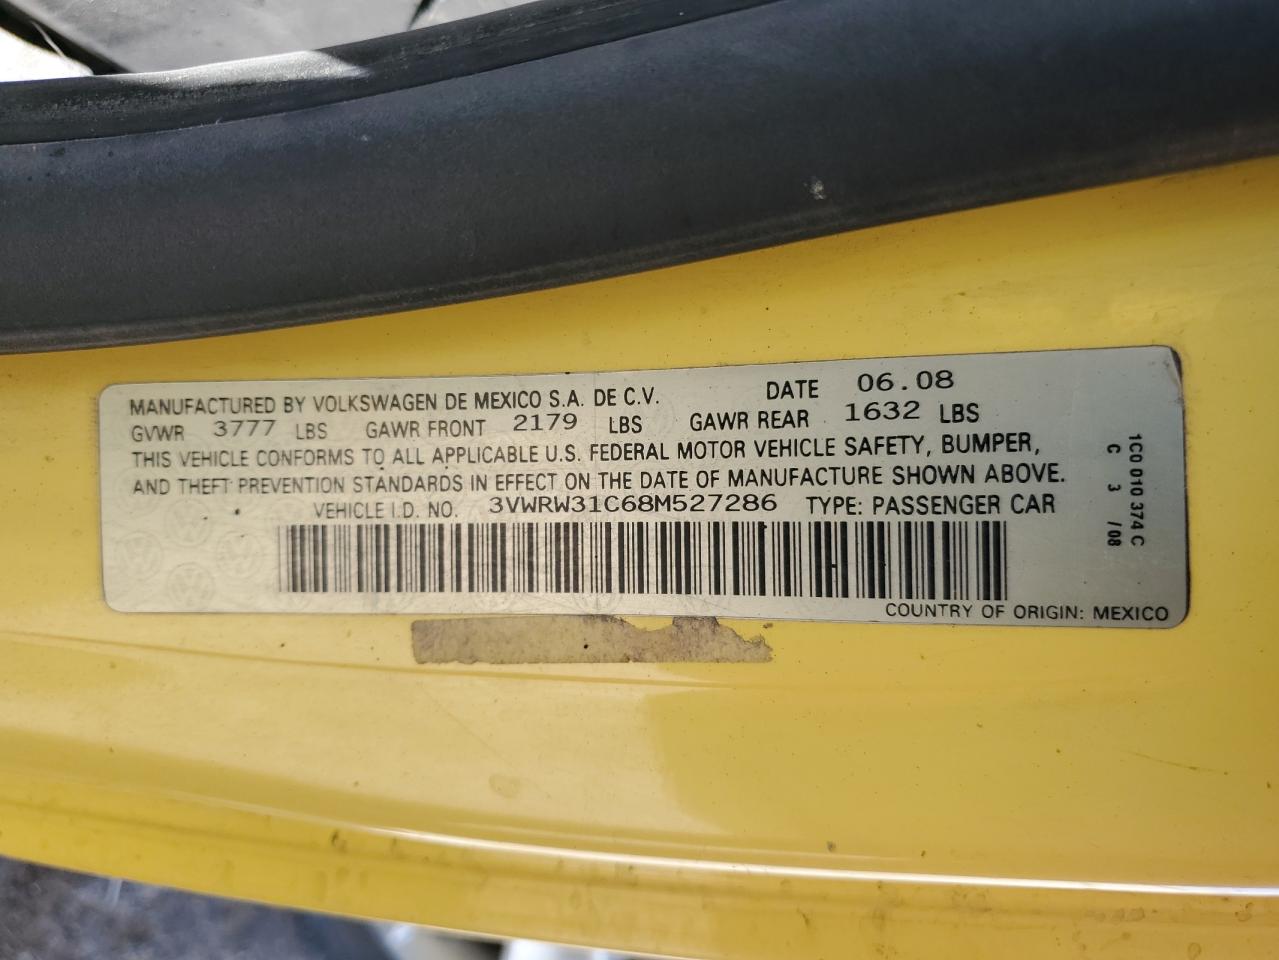 MANUFACTURED BY VOLKSWAGEN DE MEXICO S.A. DE C.V. DATE 06.08
GVWR 3777 LBS GAWR FRONT 2179 LBS GAWR REAR 1632 LBS
THIS VEHICLE CONFORMS TO ALL APPLICABLE U.S. FEDERAL MOTOR VEHICLE SAFETY, BUMPER,
AND THEFT PREVENTION STANDARDS IN EFFECT ON THE DATE OF MANUFACTURE SHOWN ABOVE.
VEHICLE I.D. NO. 3VWRW31C68M527286 TYPE: PASSENGER CAR
COUNTRY OF ORIGIN: MEXICO
1C0 010 374 C
C 3 /08